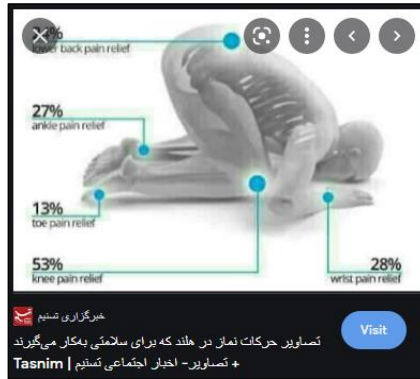 lower back pain relief
27%
ankle pain relief
13%
toe pain relief
53%
knee pain relief
28%
wrist pain relief
خبرگزاری تسنیم
Visit
تصاویر حرکات نماز در هلند که برای سلامتی به‌کار می‌گیرند
+ تصاویر- اخبار اجتماعی تسنیم | Tasnim